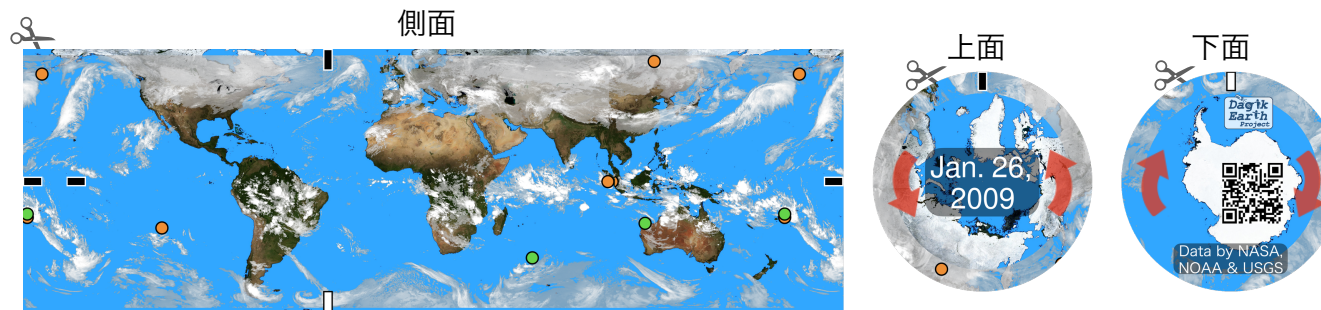 側面
上面
下面
Jan. 26,
2009
Dagik
Earth
Project
Data by NASA,
NOAA & USGS